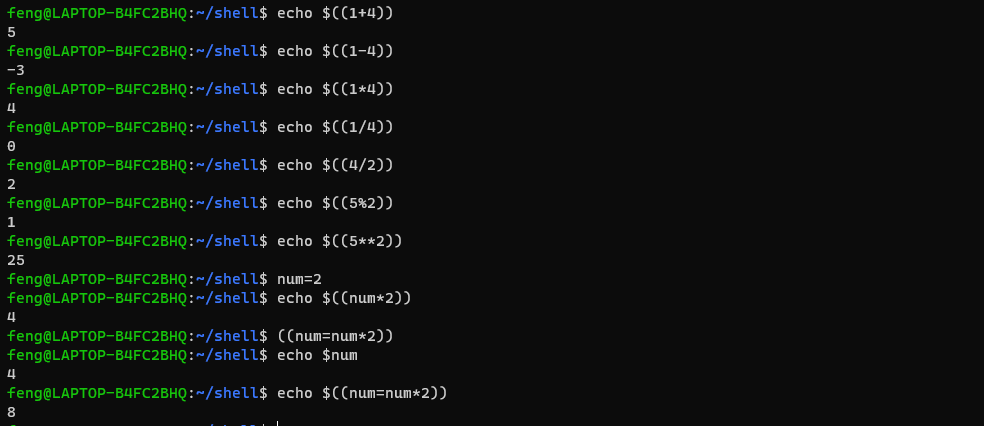 feng@LAPTOP-B4FC2BHQ:~/shell$ echo $((1+4))
5
feng@LAPTOP-B4FC2BHQ:~/shell$ echo $((1-4))
-3
feng@LAPTOP-B4FC2BHQ:~/shell$ echo $((1*4))
4
feng@LAPTOP-B4FC2BHQ:~/shell$ echo $((1/4))
0
feng@LAPTOP-B4FC2BHQ:~/shell$ echo $((4/2))
2
feng@LAPTOP-B4FC2BHQ:~/shell$ echo $((5%2))
1
feng@LAPTOP-B4FC2BHQ:~/shell$ echo $((5**2))
25
feng@LAPTOP-B4FC2BHQ:~/shell$ num=2
feng@LAPTOP-B4FC2BHQ:~/shell$ echo $((num*2))
4
feng@LAPTOP-B4FC2BHQ:~/shell$ ((num=num*2))
feng@LAPTOP-B4FC2BHQ:~/shell$ echo $num
4
feng@LAPTOP-B4FC2BHQ:~/shell$ echo $((num=num*2))
8